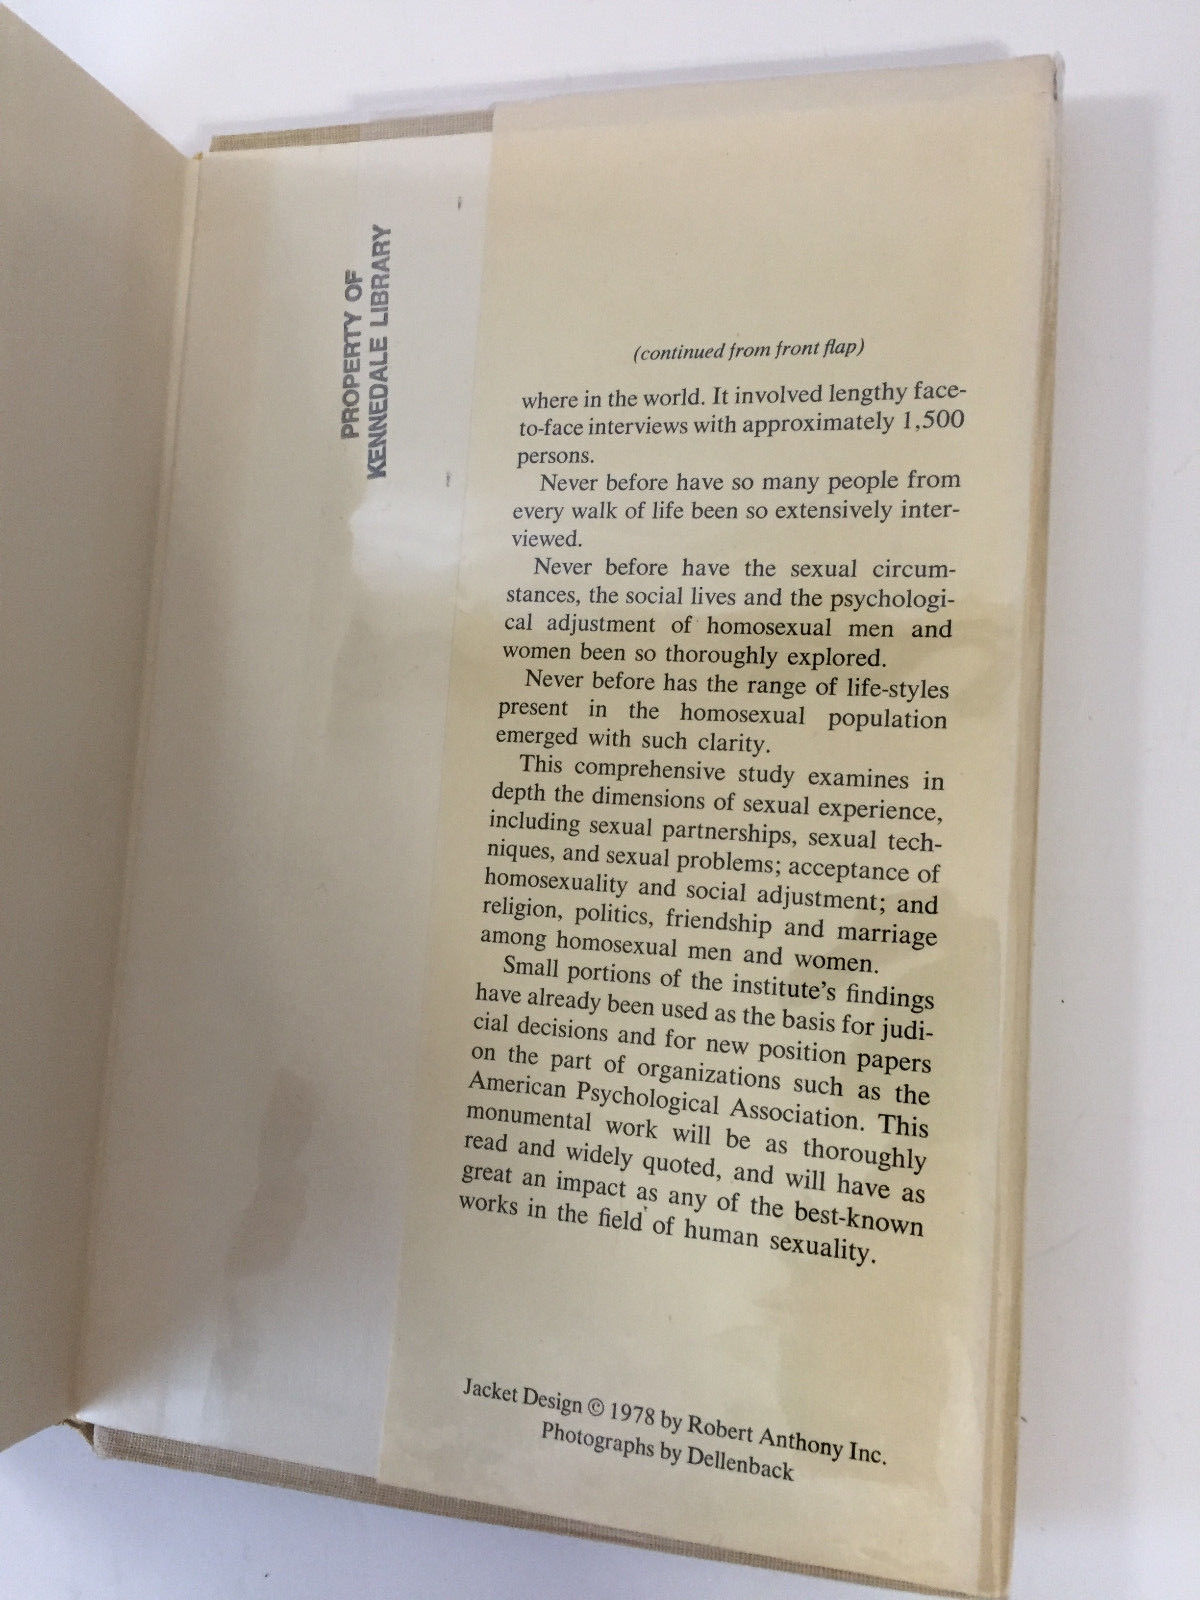 PROPERTY OF
KENNEDALE LIBRARY
(continued from front flap)
where in the world. It involved lengthy face-
to-face interviews with approximately 1,500
persons.
Never before have so many people from
every walk of life been so extensively inter-
viewed.
Never before have the sexual circum-
stances, the social lives and the psychologi-
cal adjustment of homosexual men and
women been so thoroughly explored.
Never before has the range of life-styles
present in the homosexual population
emerged with such clarity.
This comprehensive study examines in
depth the dimensions of sexual experience,
including sexual partnerships, sexual tech-
niques, and sexual problems; acceptance of
homosexuality and social adjustment; and
religion, politics, friendship and marriage
among homosexual men and women.
Small portions of the institute's findings
have already been used as the basis for judi-
cial decisions and for new position papers
on the part of organizations such as the
American Psychological Association. This
monumental work will be as thoroughly
read and widely quoted, and will have as
great an impact as any of the best-known
works in the field of human sexuality.
Jacket Design © 1978 by Robert Anthony Inc.
Photographs by Dellenback